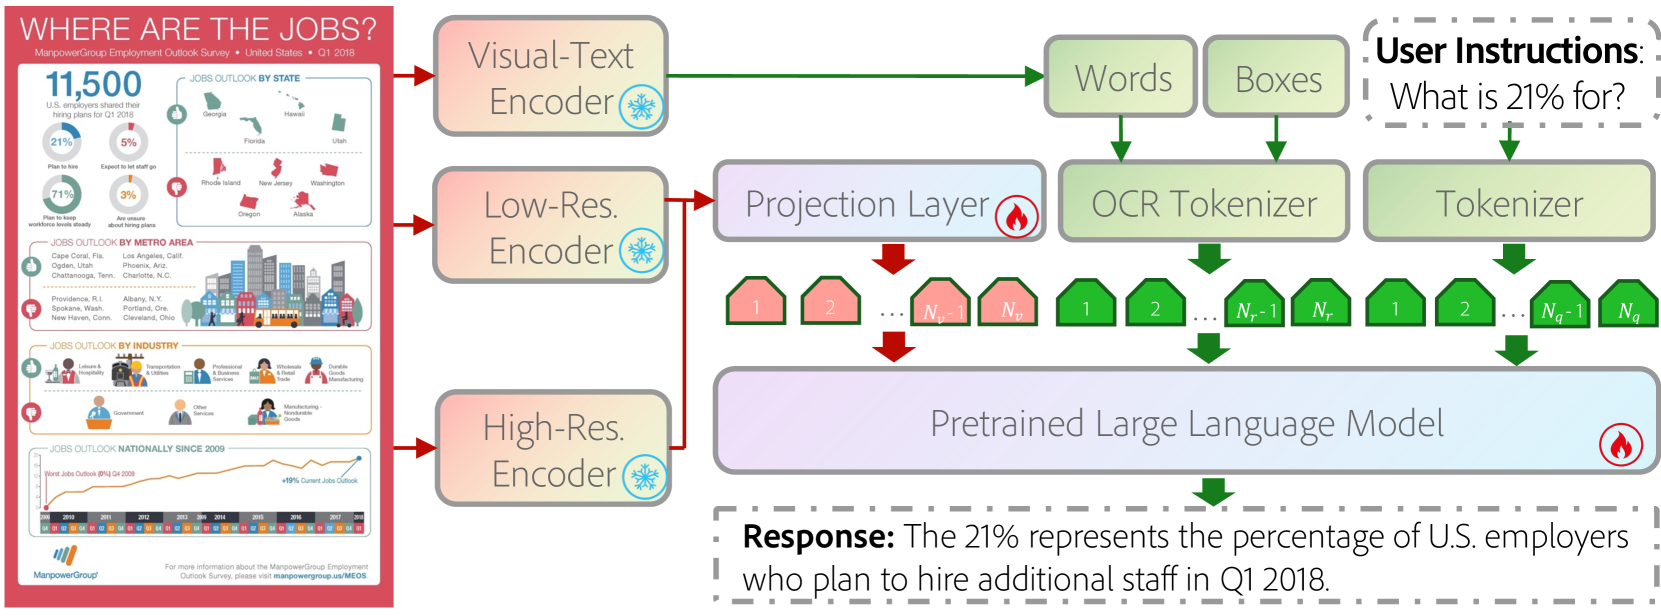 WHERE ARE THE JOBS?
ManpowerGroup Employment Outlook Survey • United States • Q1 2018
11,500
U.S. employers shared their
hiring plans for Q1 2018
21%
Plan to hire
5%
Expect to let staff go
71%
Plan to keep
workforce levels steady
3%
Are unsure
about hiring plans
JOBS OUTLOOK BY STATE
Georgia
Hawaii
Florida
Utah
Rhode Island
New Jersey
Washington
Oregon
Alaska
JOBS OUTLOOK BY METRO AREA
Cape Coral, Fla.
Ogden, Utah
Chattanooga, Tenn.
Los Angeles, Calif.
Phoenix, Ariz.
Charlotte, N.C.
Providence, R.I.
Spokane, Wash.
New Haven, Conn.
Albany, N.Y.
Portland, Ore.
Cleveland, Ohio
JOBS OUTLOOK BY INDUSTRY
Leisure &
Hospitality
Transportation
& Utilities
Professional
& Business
Services
Wholesale
& Retail
Trade
Durable
Goods
Manufacturing
Government
Other
Services
Manufacturing -
Nondurable
Goods
JOBS OUTLOOK NATIONALLY SINCE 2009
Worst Jobs Outlook (0%) Q4 2009
+19% Current Jobs Outlook
2009 2010 2011 2012 2013 2014 2015 2016 2017 2018
ManpowerGroup
For more information about the ManpowerGroup Employment
Outlook Survey, please visit manpowergroup.us/MEOS.
Visual-Text
Encoder
Low-Res.
Encoder
High-Res.
Encoder
Words
Boxes
User Instructions:
What is 21% for?
Projection Layer
OCR Tokenizer
Tokenizer
1 2 ... Nv-1 Nv
1 2 ... Nr-1 Nr
1 2 ... Nq-1 Nq
Pretrained Large Language Model
Response: The 21% represents the percentage of U.S. employers
who plan to hire additional staff in Q1 2018.